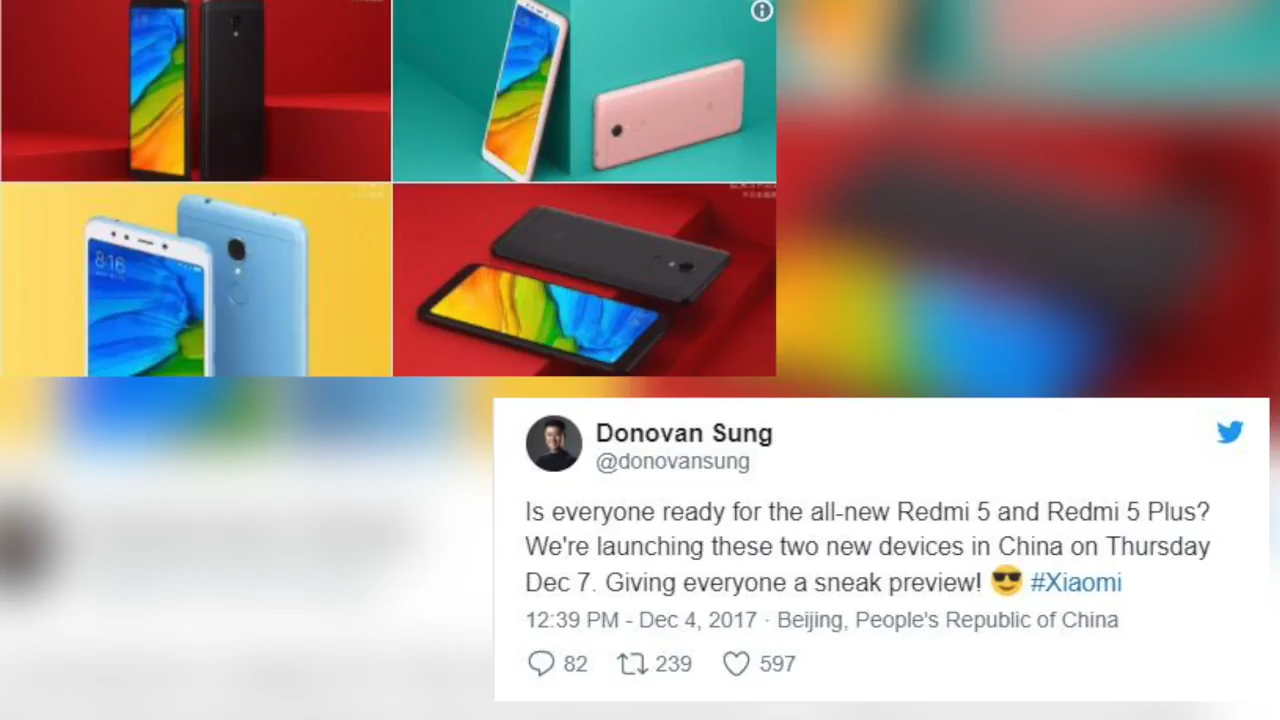 8:16
Donovan Sung
@donovansung
Is everyone ready for the all-new Redmi 5 and Redmi 5 Plus?
We're launching these two new devices in China on Thursday
Dec 7. Giving everyone a sneak preview! 😎 #Xiaomi
12:39 PM - Dec 4, 2017 · Beijing, People's Republic of China
82 239 597